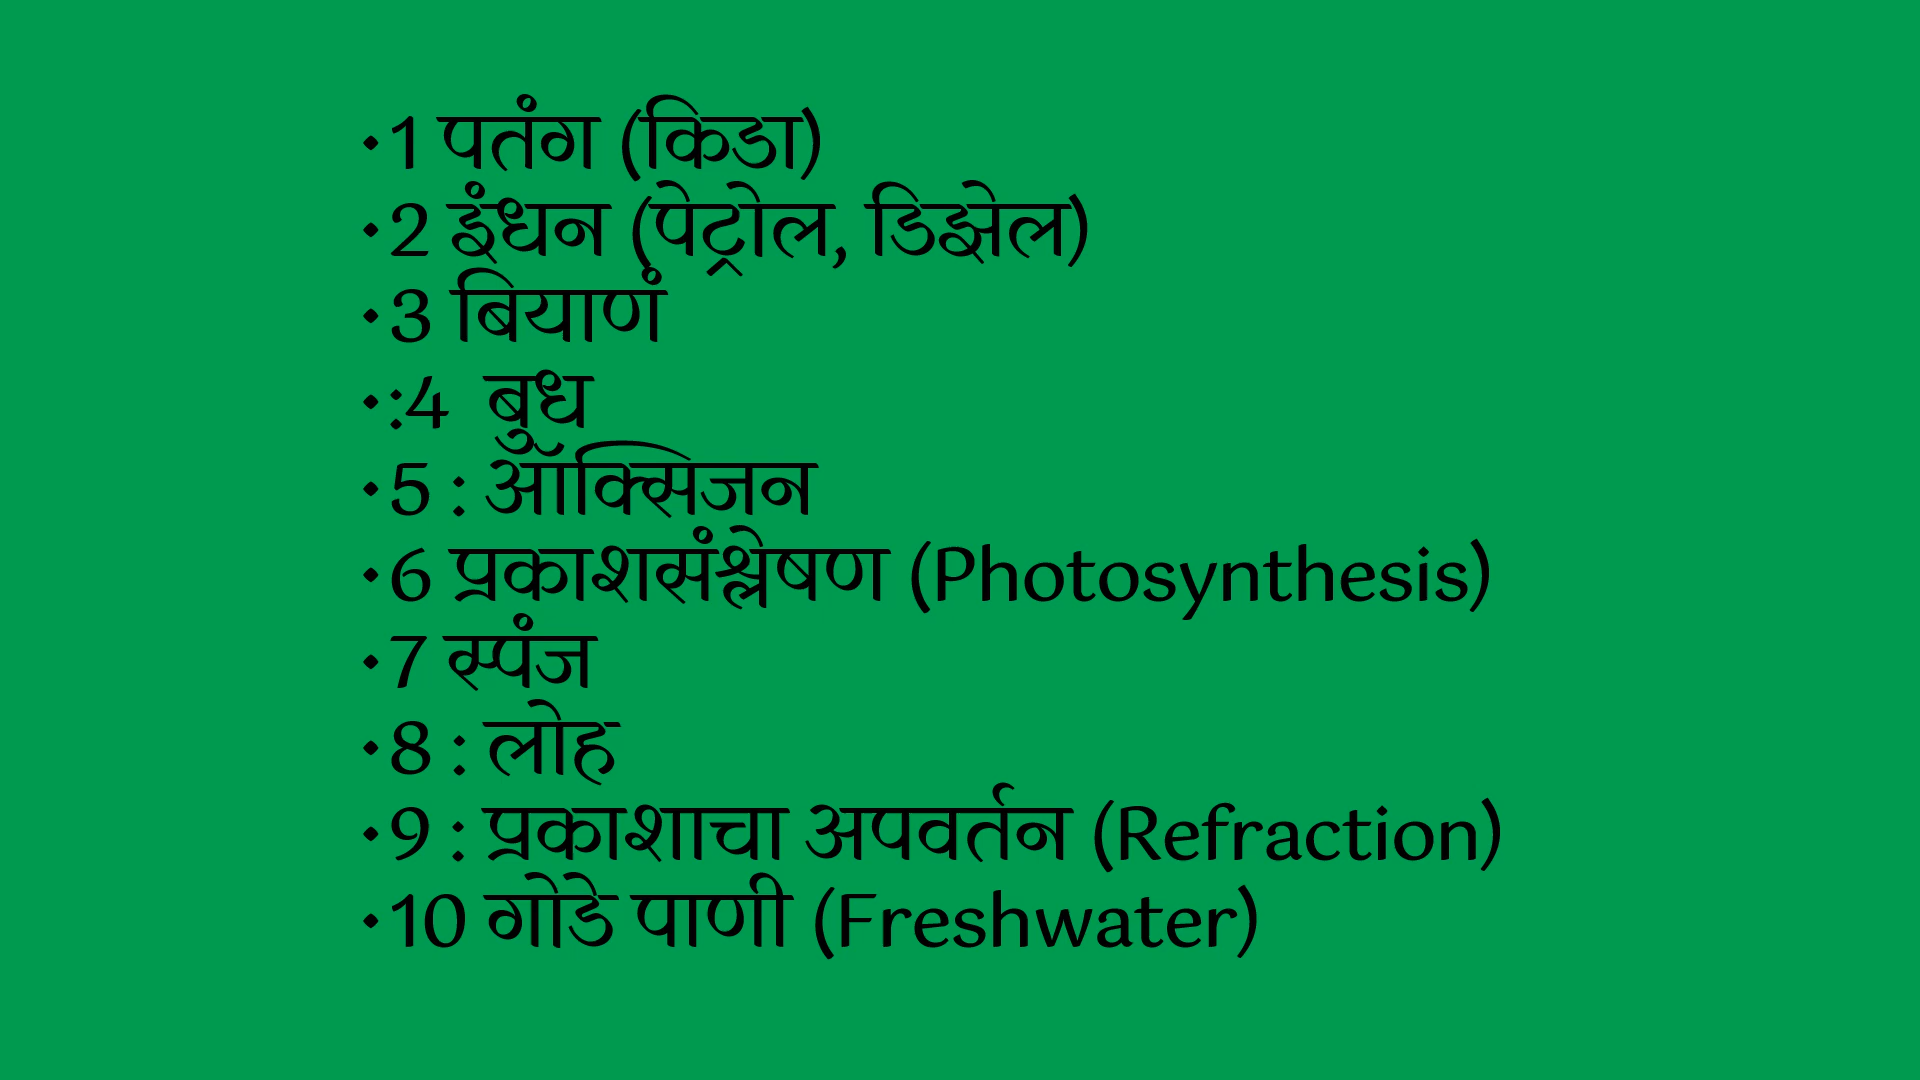 •1 पतंग (किडा)
•2 इंधन (पेट्रोल, डिझेल)
•3 बियाणं
•:4 बुध
•5 : ऑक्सिजन
•6 प्रकाशसंश्लेषण (Photosynthesis)
•7 स्पंज
•8 : लोह
•9 : प्रकाशाचा अपवर्तन (Refraction)
•10 गोडे पाणी (Freshwater)